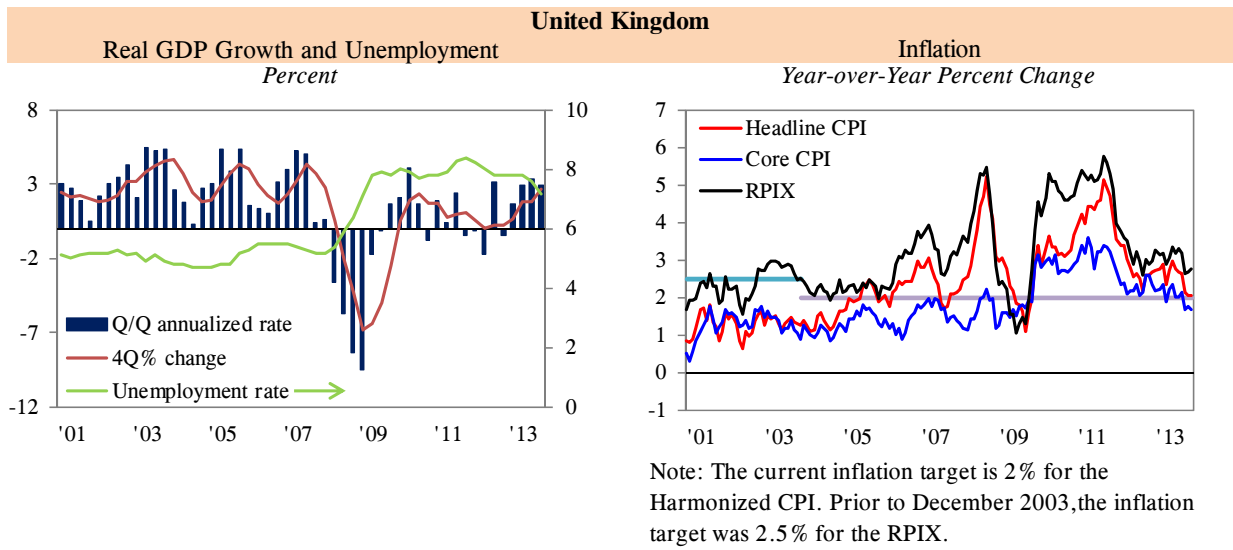 United Kingdom
Real GDP Growth and Unemployment
Percent
8
3
-2
-7
-12
10
8
6
4
2
0
Q/Q annualized rate
4Q% change
Unemployment rate
'01 '03 '05 '07 '09 '11 '13
Inflation
Year-over-Year Percent Change
7
6
5
4
3
2
1
0
-1
Headline CPI
Core CPI
RPIX
'01 '03 '05 '07 '09 '11 '13
Note: The current inflation target is 2% for the
Harmonized CPI. Prior to December 2003,the inflation
target was 2.5% for the RPIX.